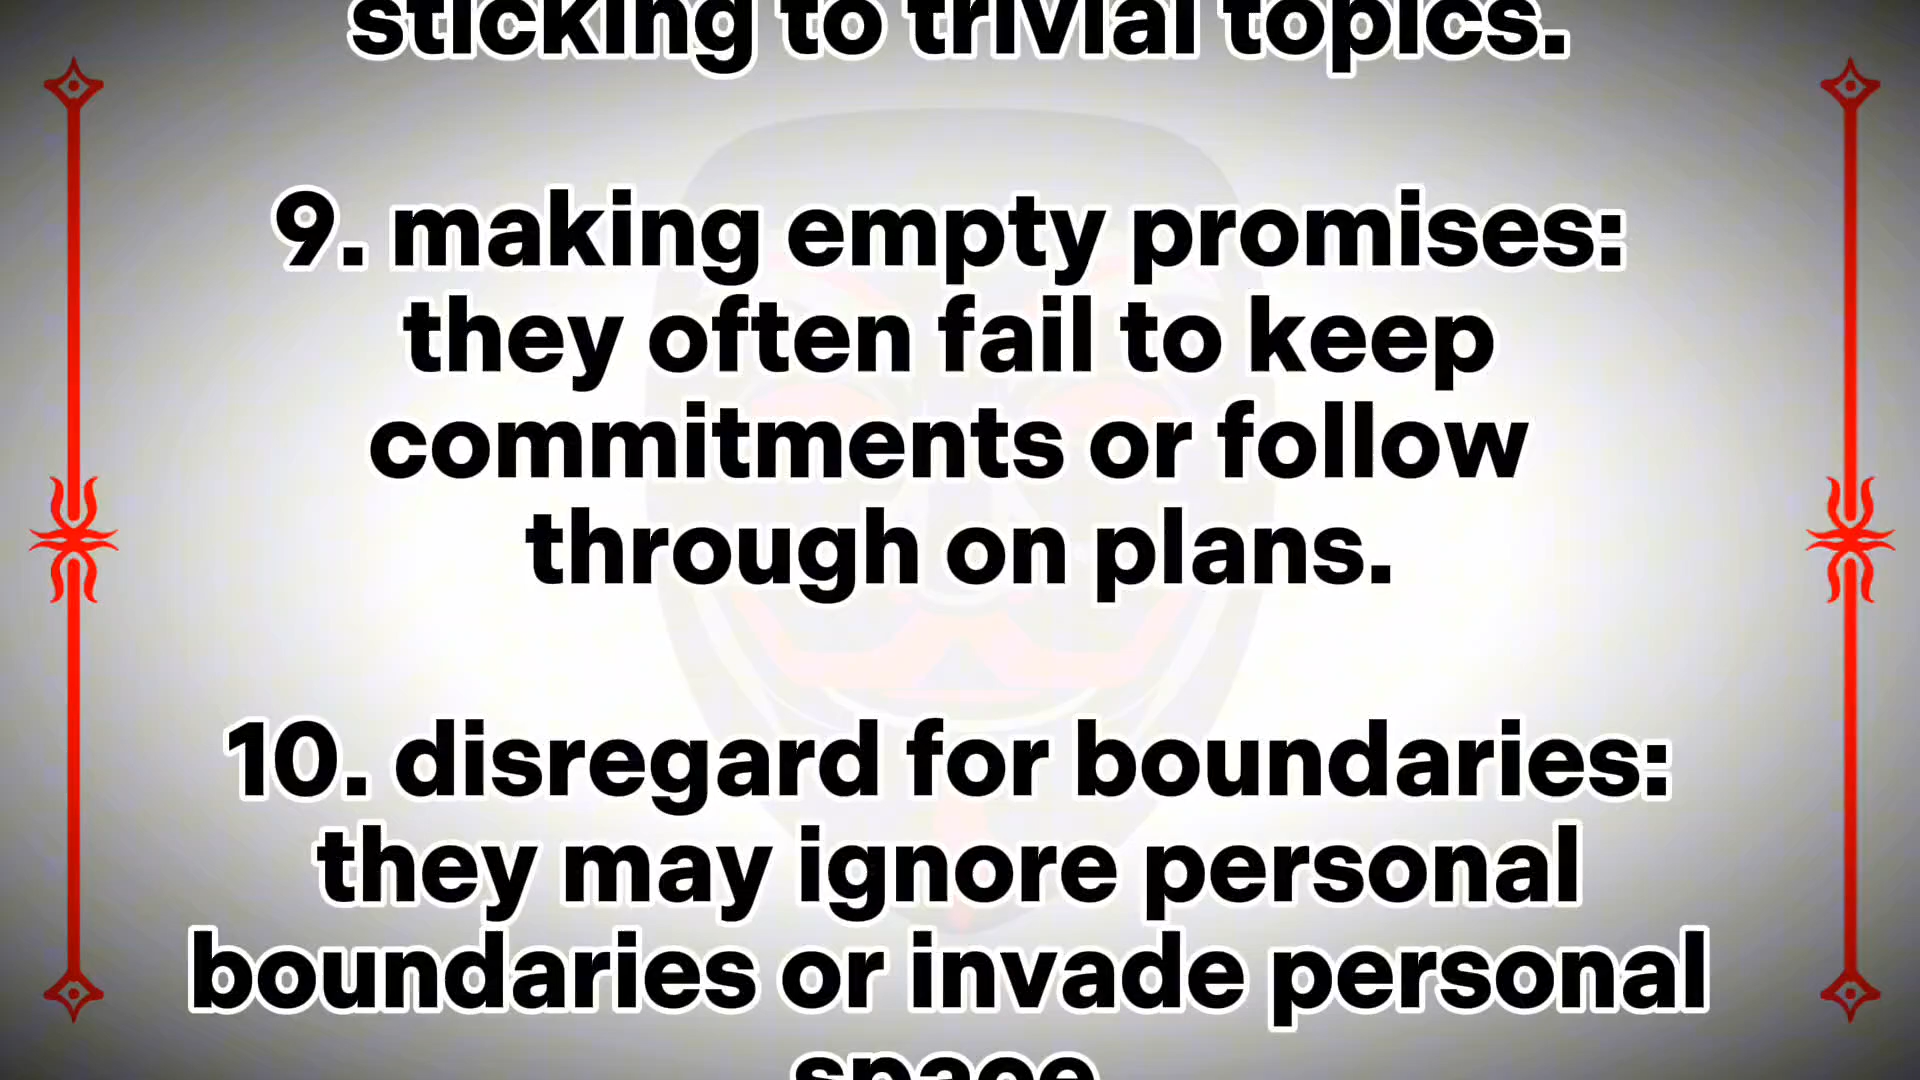 sticking to trivial topics.
9. making empty promises:
they often fail to keep
commitments or follow
through on plans.
10. disregard for boundaries:
they may ignore personal
boundaries or invade personal
space